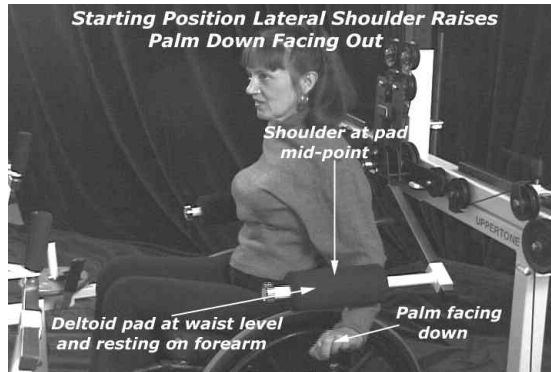 Starting Position Lateral Shoulder Raises
Palm Down Facing Out
Shoulder at pad
mid-point
UPPERTONE
Deltoid pad at waist level
and resting on forearm
Palm facing
down